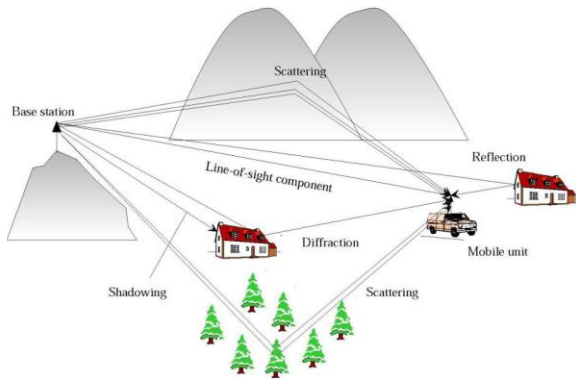 Scattering
Base station
Reflection
Line-of-sight component
Diffraction
Mobile unit
Shadowing
Scattering